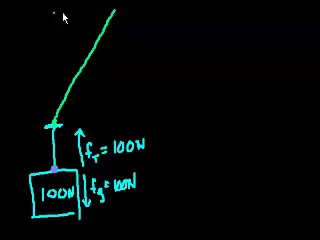 f_T = 100N
100N
f_g = 100N